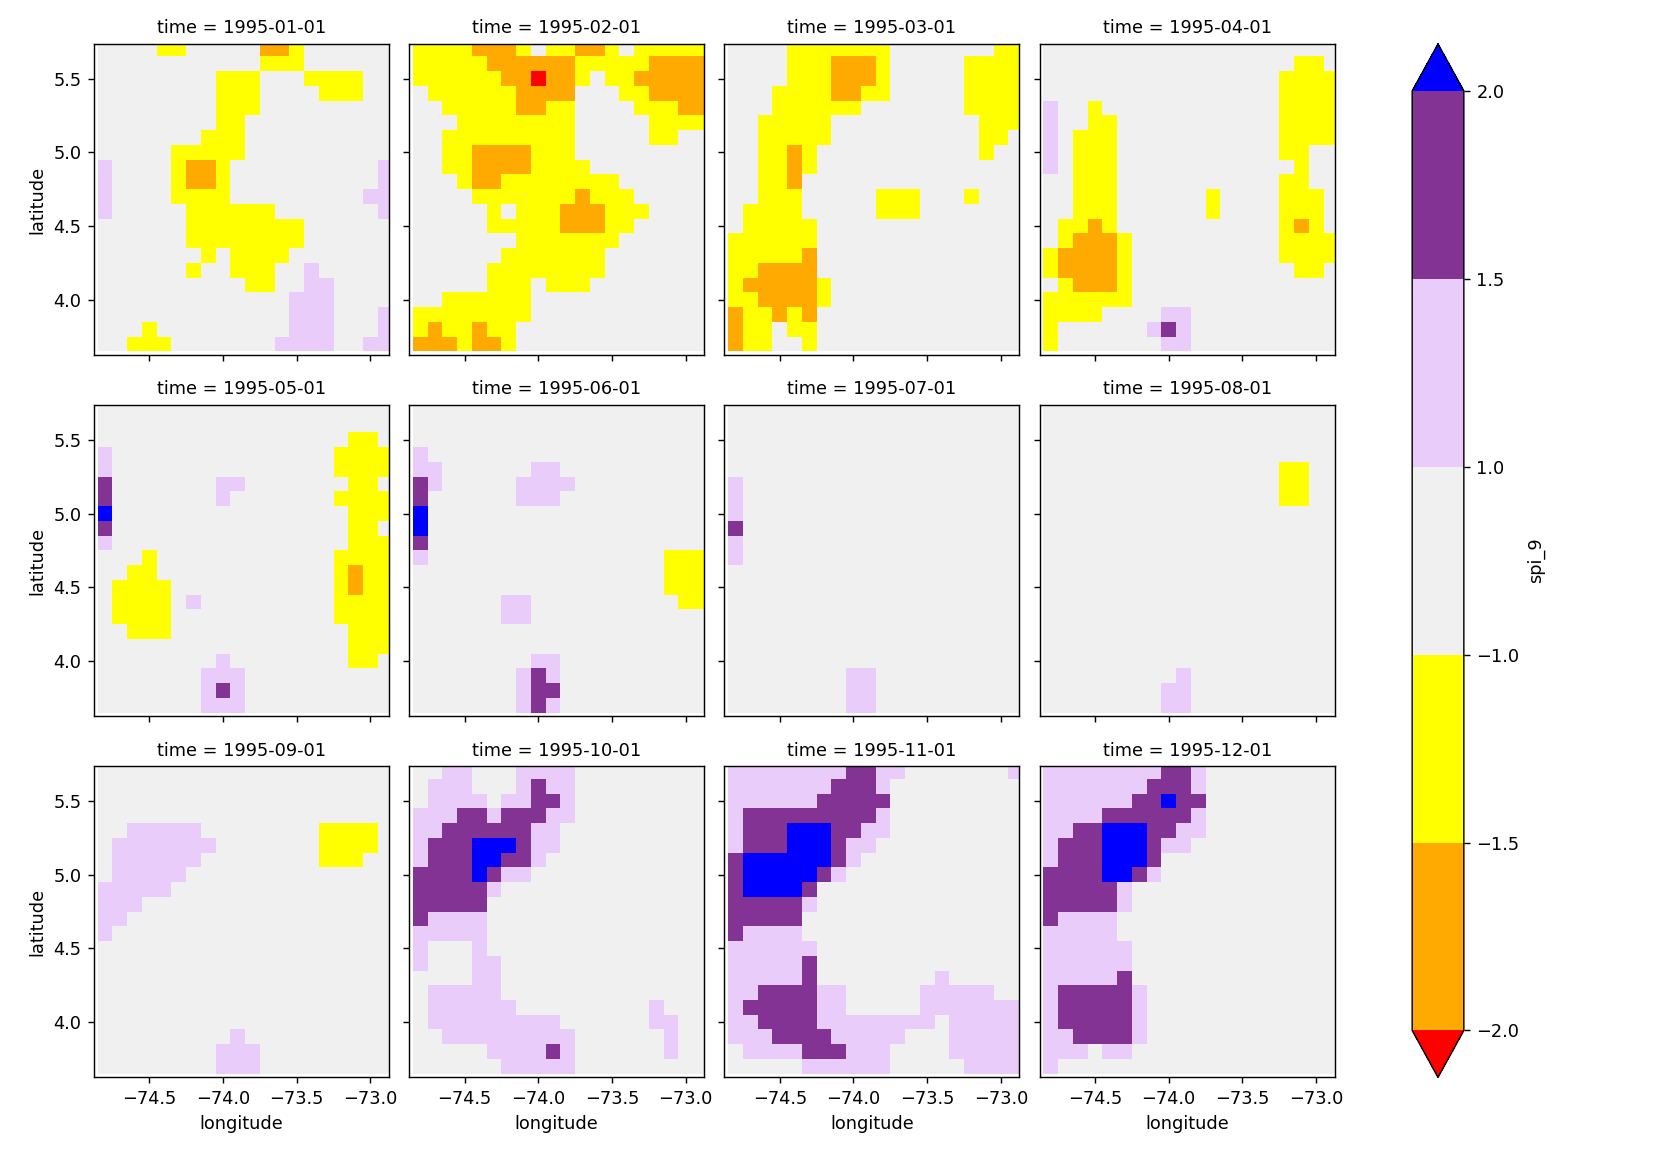 time = 1995-01-01
time = 1995-02-01
time = 1995-03-01
time = 1995-04-01
latitude
5.5
5.0
4.5
4.0
time = 1995-05-01
time = 1995-06-01
time = 1995-07-01
time = 1995-08-01
latitude
5.5
5.0
4.5
4.0
time = 1995-09-01
time = 1995-10-01
time = 1995-11-01
time = 1995-12-01
latitude
5.5
5.0
4.5
4.0
−74.5 −74.0 −73.5 −73.0
−74.5 −74.0 −73.5 −73.0
−74.5 −74.0 −73.5 −73.0
−74.5 −74.0 −73.5 −73.0
longitude
longitude
longitude
longitude
2.0
1.5
1.0
−1.0
−1.5
−2.0
spi_9